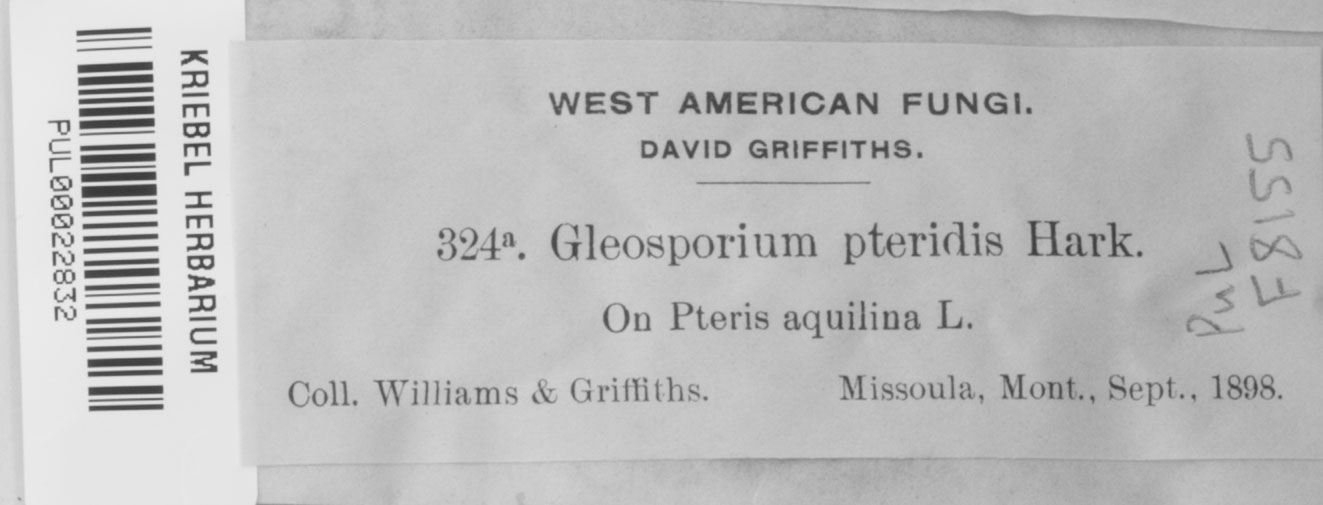 KRIEBEL HERBARIUM
PUL00022832
WEST AMERICAN FUNGI.
DAVID GRIFFITHS.
324ª. Gleosporium pteridis Hark.
On Pteris aquilina L.
Coll. Williams & Griffiths. Missoula, Mont., Sept., 1898.
PUL
F8155